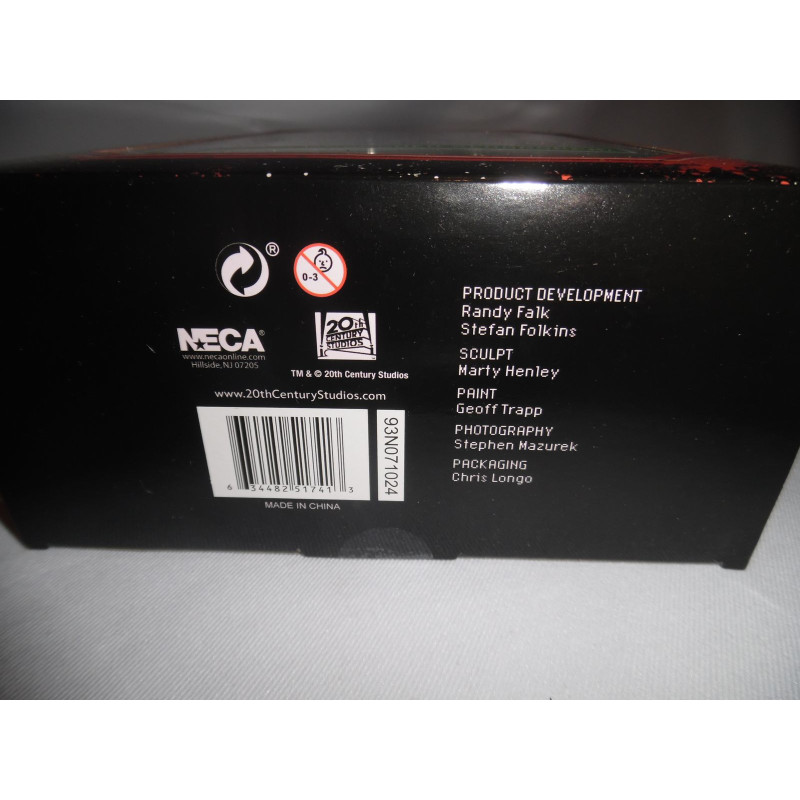 ®
0-3
NECA®
www.necaonline.com
Hillside, NJ 07205
20th
CENTURY
STUDIOS
TM & © 20th Century Studios
www.20thCenturyStudios.com
6 34482 51741 3
93N071024
MADE IN CHINA
PRODUCT DEVELOPMENT
Randy Falk
Stefan Folkins
SCULPT
Marty Henley
PAINT
Geoff Trapp
PHOTOGRAPHY
Stephen Mazurek
PACKAGING
Chris Longo